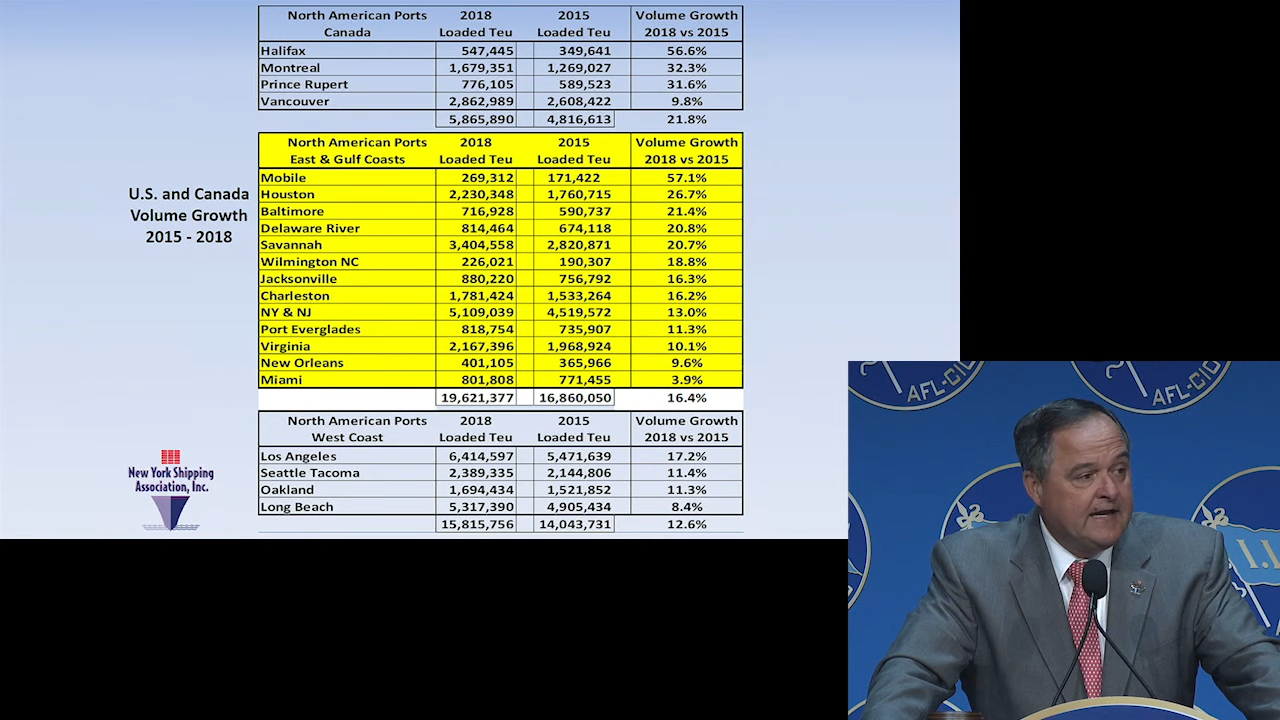 U.S. and Canada
Volume Growth
2015 - 2018
New York Shipping
Association, Inc.
North American Ports 2018 2015 Volume Growth
Canada Loaded Teu Loaded Teu 2018 vs 2015
Halifax 547,445 349,641 56.6%
Montreal 1,679,351 1,269,027 32.3%
Prince Rupert 776,105 589,523 31.6%
Vancouver 2,862,989 2,608,422 9.8%
5,865,890 4,816,613 21.8%
North American Ports 2018 2015 Volume Growth
East & Gulf Coasts Loaded Teu Loaded Teu 2018 vs 2015
Mobile 269,312 171,422 57.1%
Houston 2,230,348 1,760,715 26.7%
Baltimore 716,928 590,737 21.4%
Delaware River 814,464 674,118 20.8%
Savannah 3,404,558 2,820,871 20.7%
Wilmington NC 226,021 190,307 18.8%
Jacksonville 880,220 756,792 16.3%
Charleston 1,781,424 1,533,264 16.2%
NY & NJ 5,109,039 4,519,572 13.0%
Port Everglades 818,754 735,907 11.3%
Virginia 2,167,396 1,968,924 10.1%
New Orleans 401,105 365,966 9.6%
Miami 801,808 771,455 3.9%
19,621,377 16,860,050 16.4%
North American Ports 2018 2015 Volume Growth
West Coast Loaded Teu Loaded Teu 2018 vs 2015
Los Angeles 6,414,597 5,471,639 17.2%
Seattle Tacoma 2,389,335 2,144,806 11.4%
Oakland 1,694,434 1,521,852 11.3%
Long Beach 5,317,390 4,905,434 8.4%
15,815,756 14,043,731 12.6%
AFL-CIO
AFL-CIO